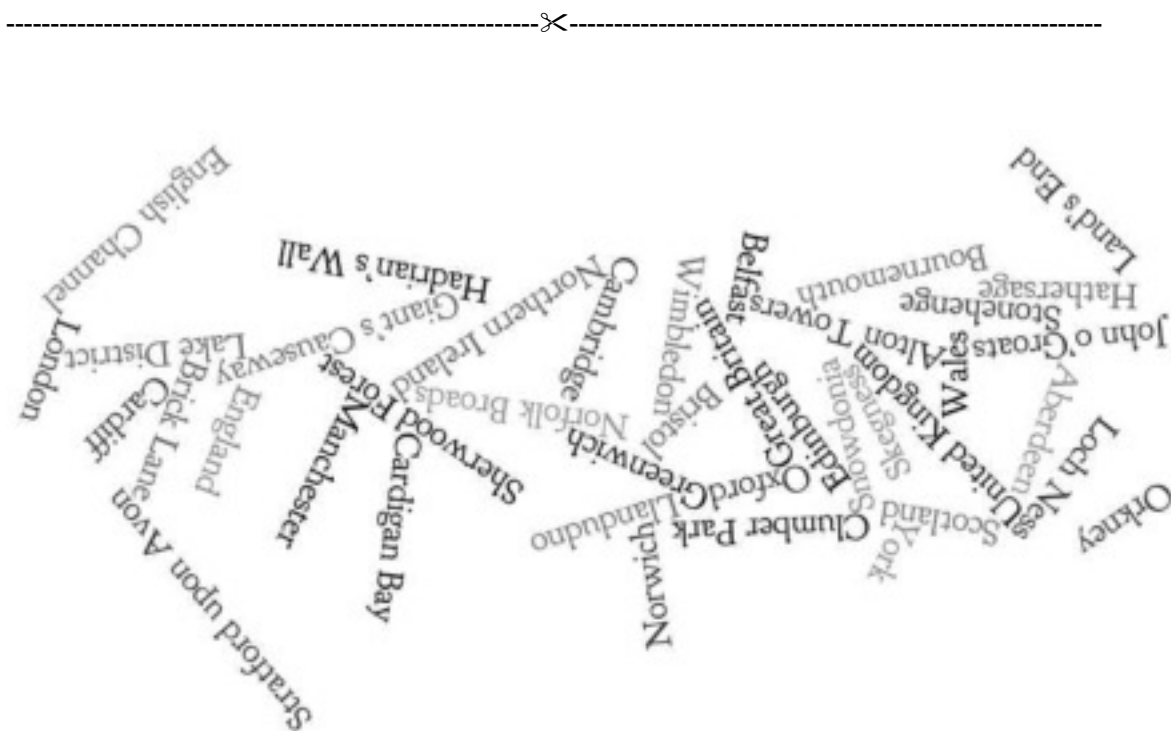 English Channel
London
Lake District
Cardiff
Brick Lane
England
Stratford upon Avon
Hadrian's Wall
Giant's Causeway
Sherwood Forest
Manchester
Cardigan Bay
Northern Ireland
Norfolk Broads
Cambridge
Greenwich
Wimbledon
Bristol
Great Britain
Belfast
Edinburgh
Oxford
Llandudno
Norwich
Clumber Park
Alton Towers
Bournemouth
Snowdonia
Skegness
United Kingdom
Wales
Scotland
York
Land's End
Hathersage
Stonehenge
John o'Groats
Aberdeen
Loch Ness
Orkney